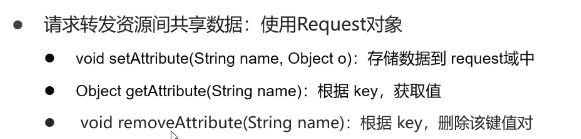 ● 请求转发资源间共享数据：使用Request对象
● void setAttribute(String name, Object o)：存储数据到 request域中
● Object getAttribute(String name)：根据 key，获取值
● void removeAttribute(String name)：根据 key，删除该键值对